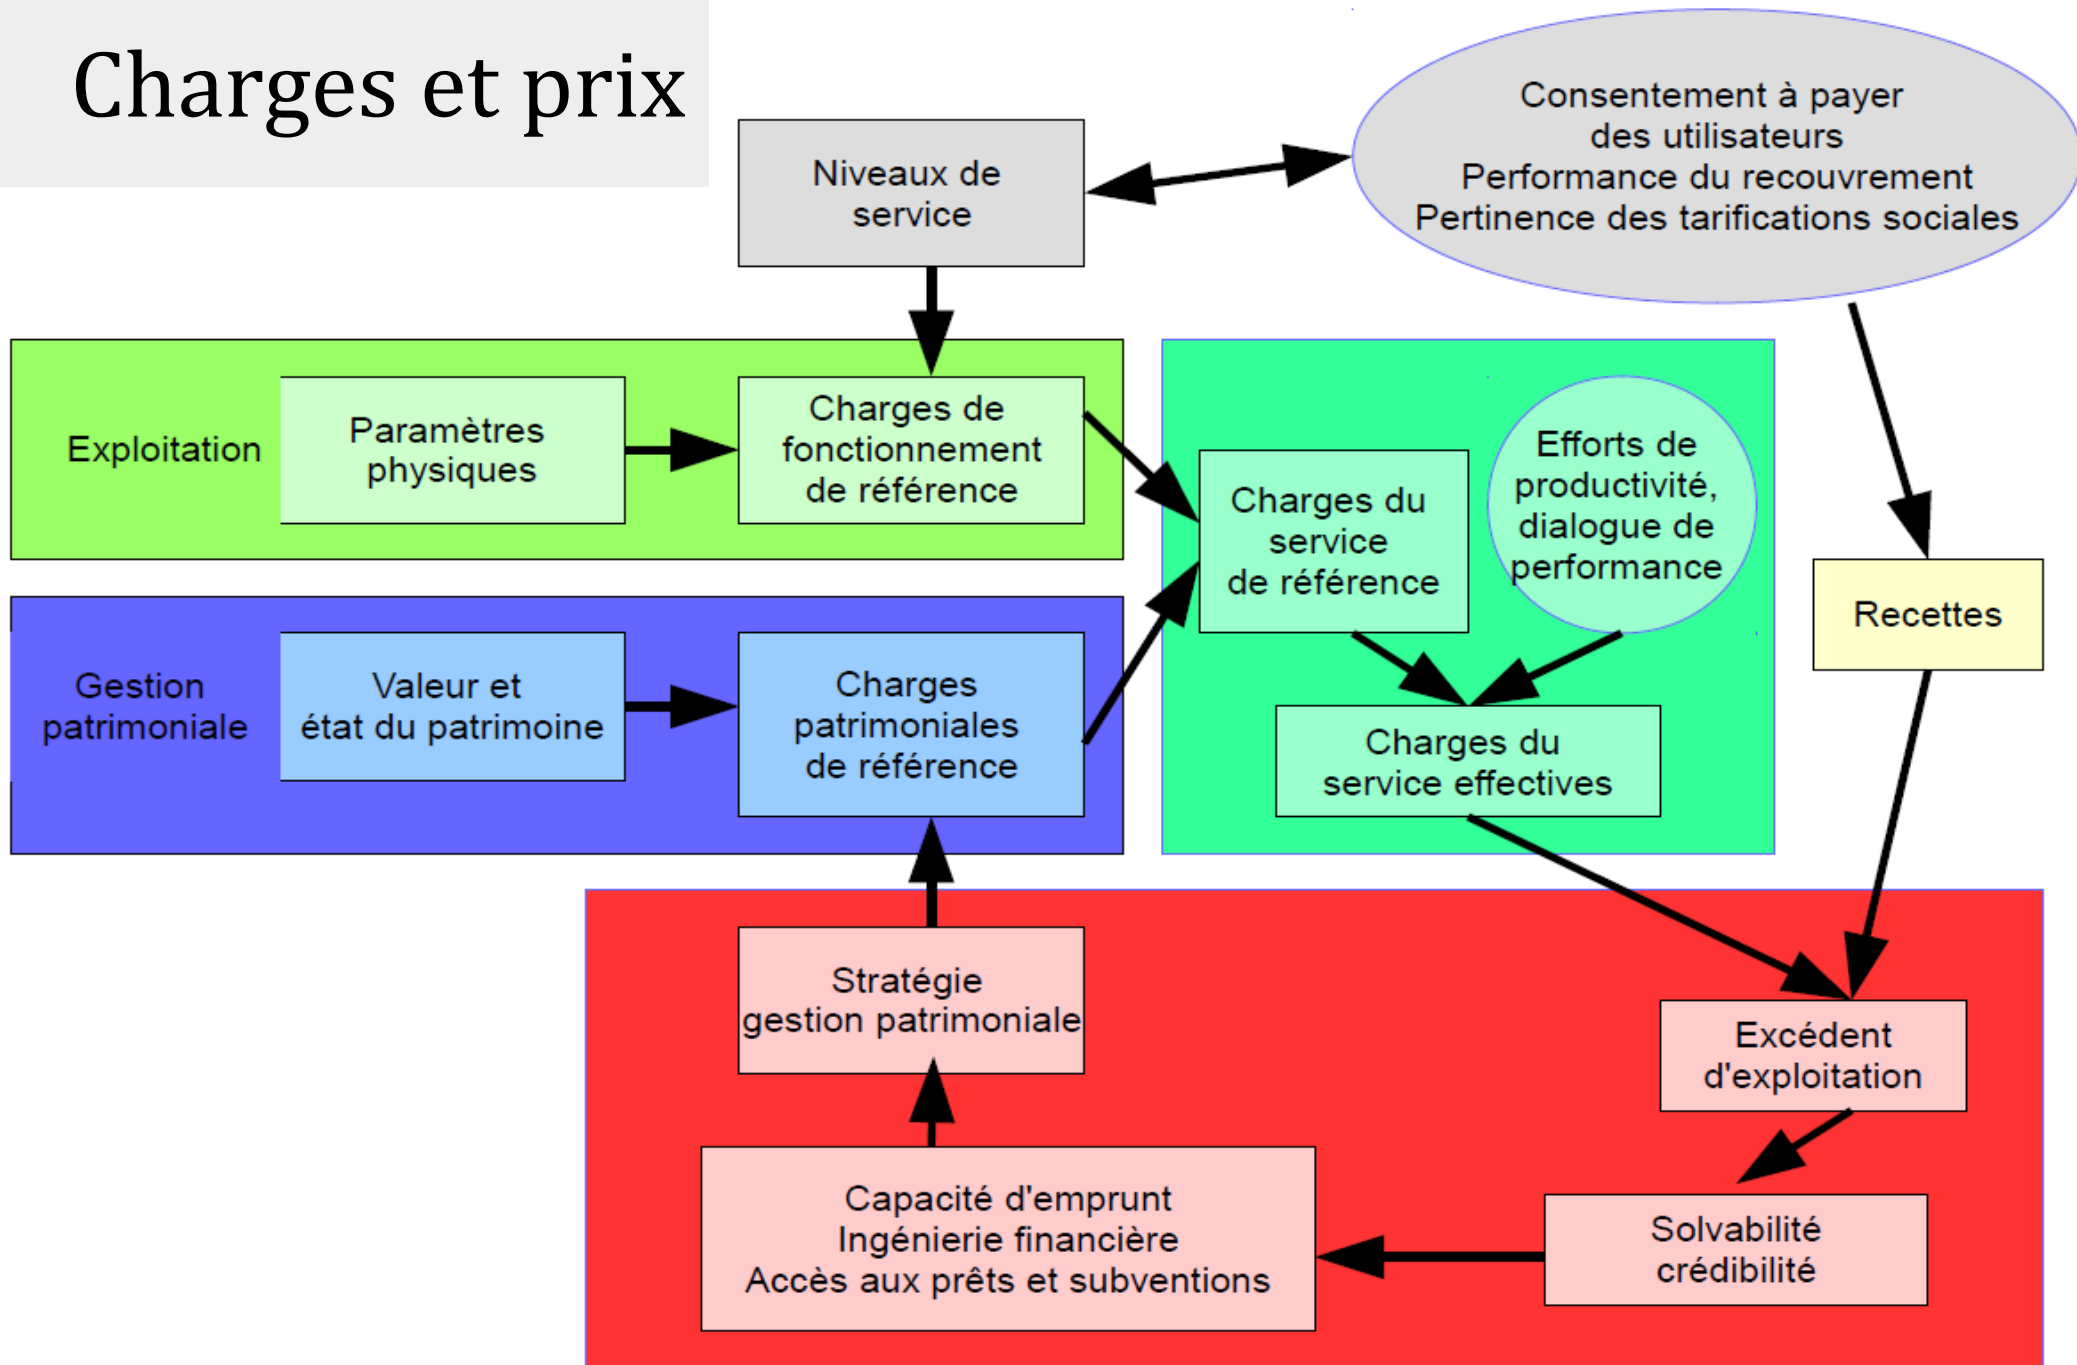 Charges et prix
Consentement à payer
des utilisateurs
Performance du recouvrement
Pertinence des tarifications sociales
Niveaux de
service
Exploitation
Paramètres
physiques
Charges de
fonctionnement
de référence
Charges du
service
de référence
Efforts de
productivité,
dialogue de
performance
Recettes
Gestion
patrimoniale
Valeur et
état du patrimoine
Charges
patrimoniales
de référence
Charges du
service effectives
Stratégie
gestion patrimoniale
Excédent
d'exploitation
Capacité d'emprunt
Ingénierie financière
Accès aux prêts et subventions
Solvabilité
crédibilité